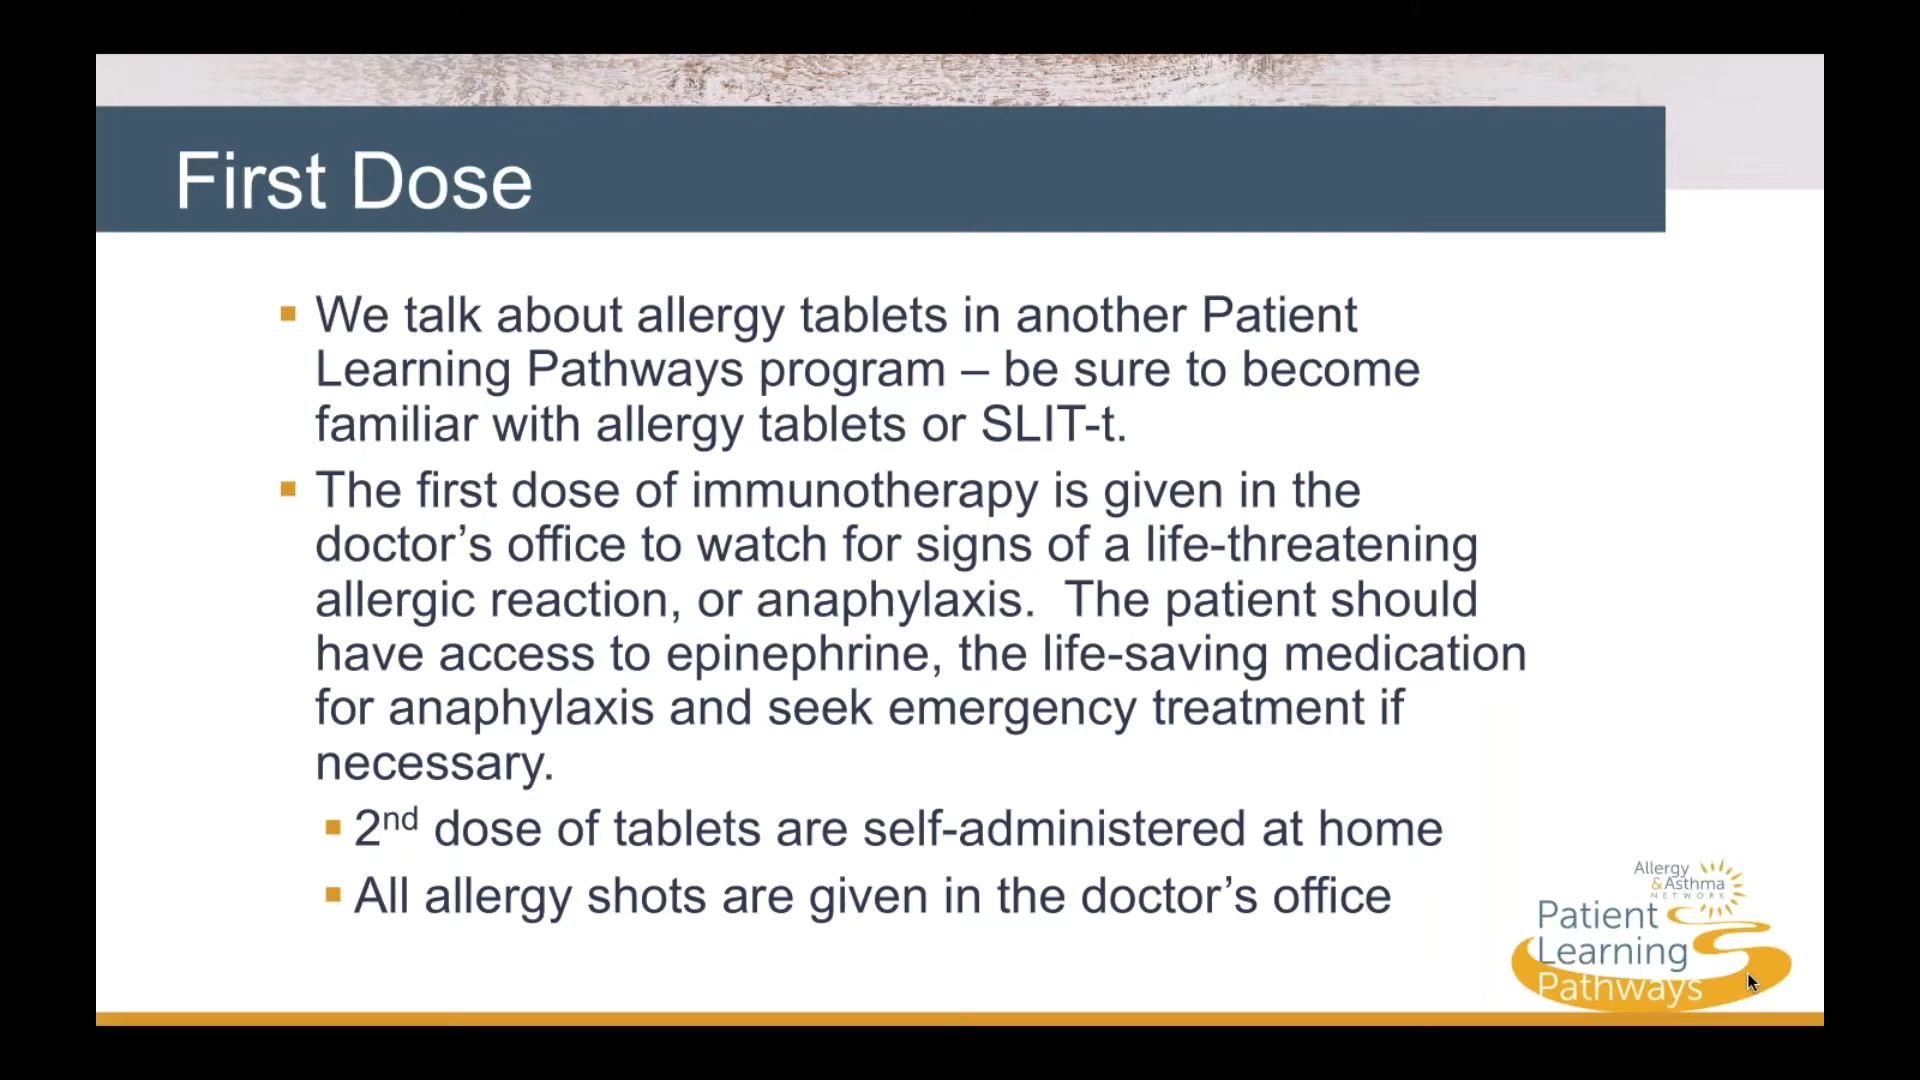 First Dose
We talk about allergy tablets in another Patient
Learning Pathways program – be sure to become
familiar with allergy tablets or SLIT-t.
The first dose of immunotherapy is given in the
doctor’s office to watch for signs of a life-threatening
allergic reaction, or anaphylaxis.  The patient should
have access to epinephrine, the life-saving medication
for anaphylaxis and seek emergency treatment if
necessary.
2nd dose of tablets are self-administered at home
All allergy shots are given in the doctor’s office
Allergy
&Asthma
NETWORK
Patient
Learning
Pathways